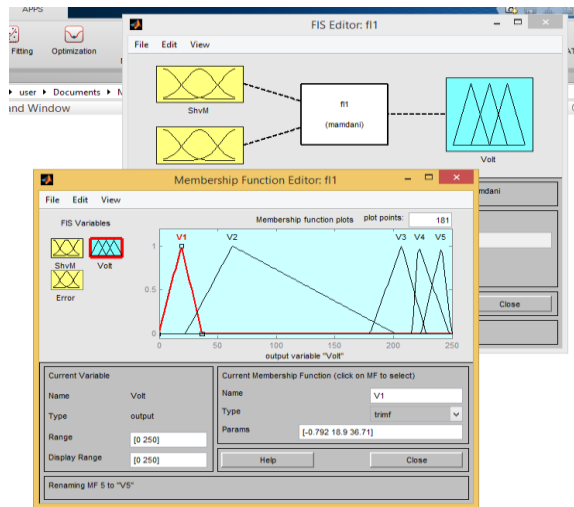 APPS
Fitting
Optimization
user Documents
and Window
FIS Editor: fl1
File Edit View
ShvM
fl1
(mamdani)
Volt
Close
Membership Function Editor: fl1
File Edit View
FIS Variables
ShvM
Volt
Error
Membership function plots
plot points:
181
V1
V2
V3
V4
V5
1
0.5
0
0
50
100
150
200
250
output variable "Volt"
Current Variable
Name
Volt
Type
output
Range
[0 250]
Display Range
[0 250]
Current Membership Function (click on MF to select)
Name
V1
Type
trimf
Params
[-0.792 18.9 36.71]
Help
Close
Renaming MF 5 to "V5"